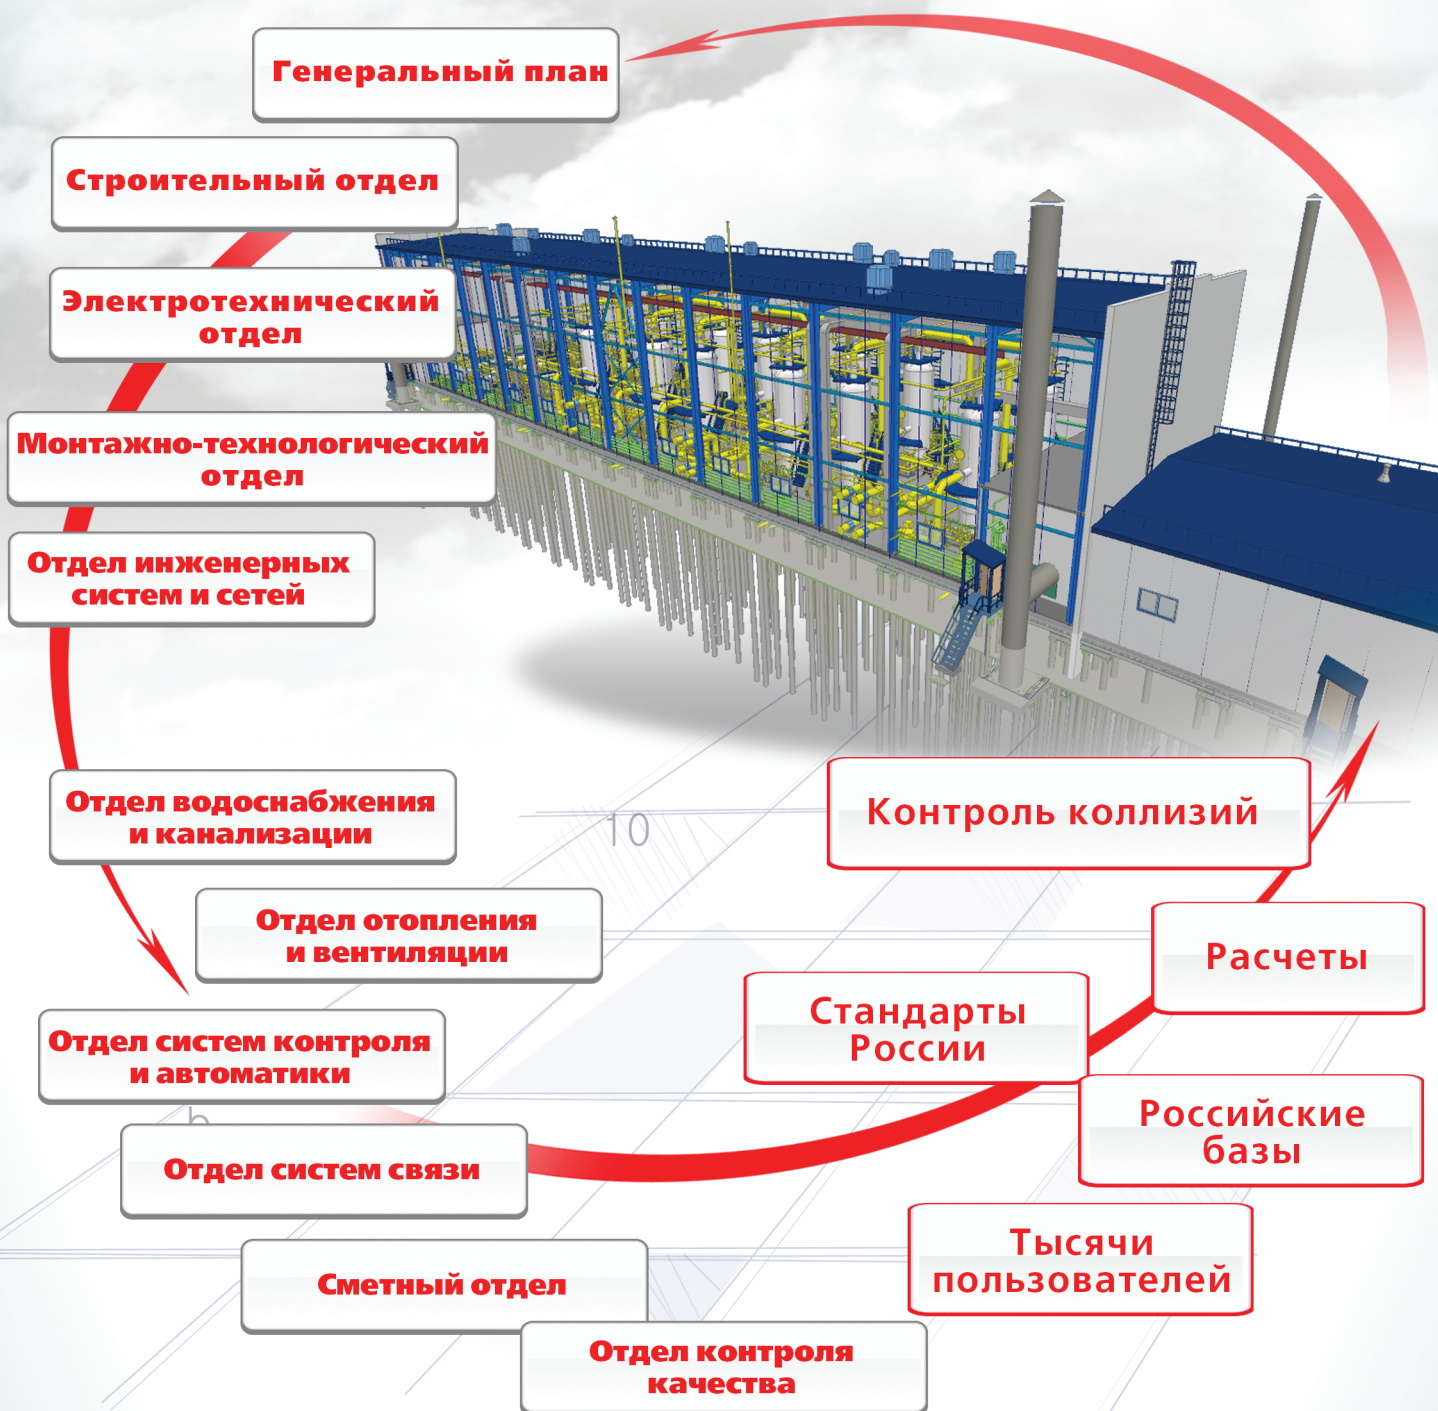 Генеральный план
Строительный отдел
Электротехнический
отдел
Монтажно-технологический
отдел
Отдел инженерных
систем и сетей
Отдел водоснабжения
и канализации
Отдел отопления
и вентиляции
Отдел систем контроля
и автоматики
Отдел систем связи
Сметный отдел
Отдел контроля
качества
10
Контроль коллизий
Расчеты
Стандарты
России
Российские
базы
Тысячи
пользователей